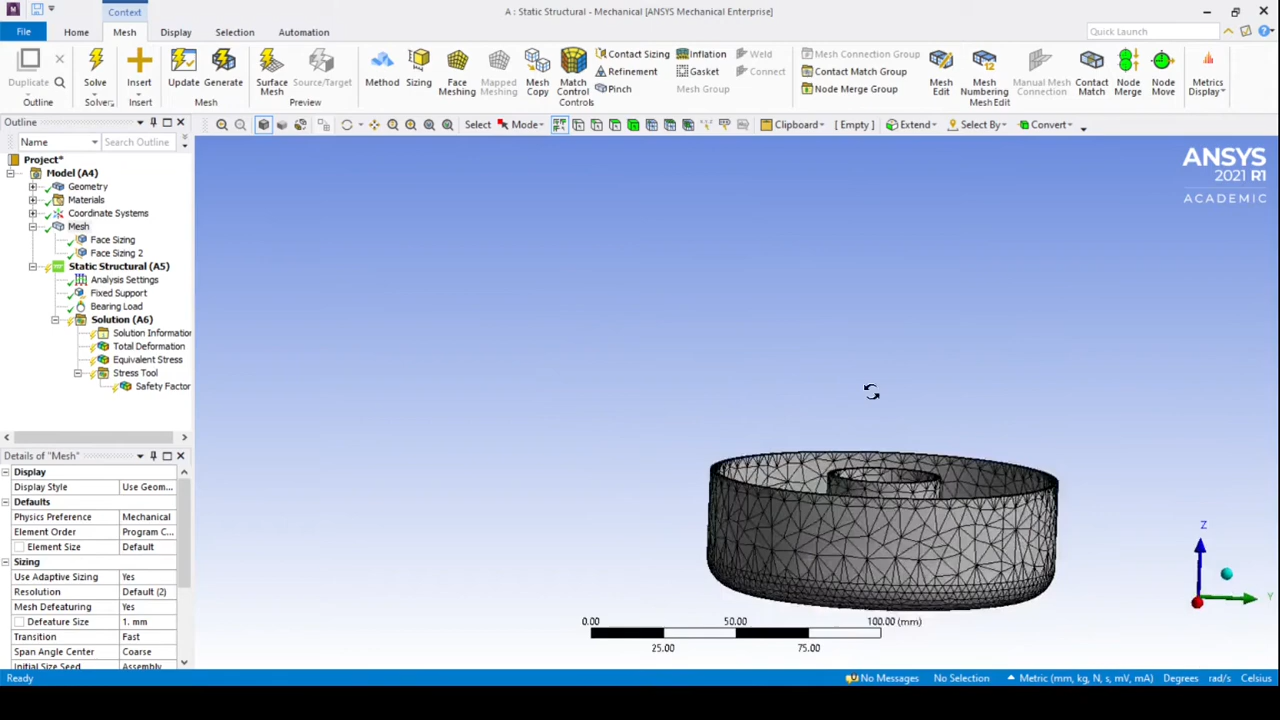 Context
A : Static Structural - Mechanical [ANSYS Mechanical Enterprise]
File Home Mesh Display Selection Automation Quick Launch
Duplicate Solve Insert Update Generate Surface Mesh Source/Target Method Sizing Face Meshing Mapped Meshing Mesh Copy Match Control Contact Sizing Refinement Pinch Inflation Gasket Mesh Group Weld Connect Mesh Connection Group Contact Match Group Node Merge Group Mesh Edit Mesh Numbering Manual Mesh Connection Contact Match Node Merge Node Move Metrics Display
Outline Solver Insert Mesh Preview Controls Mesh Edit
Outline
Select Mode Clipboard [ Empty ] Extend Select By Convert
Name Search Outline
Project*
Model (A4)
Geometry
Materials
Coordinate Systems
Mesh
Face Sizing
Face Sizing 2
Static Structural (A5)
Analysis Settings
Fixed Support
Bearing Load
Solution (A6)
Solution Information
Total Deformation
Equivalent Stress
Stress Tool
Safety Factor
ANSYS
2021 R1
ACADEMIC
Details of "Mesh"
Display
Display Style Use Geom...
Defaults
Physics Preference Mechanical
Element Order Program C...
Element Size Default
Sizing
Use Adaptive Sizing Yes
Resolution Default (2)
Mesh Defeaturing Yes
Defeature Size 1. mm
Transition Fast
Span Angle Center Coarse
Initial Size Seed Assembly
Z
Y
0.00 50.00 100.00 (mm)
25.00 75.00
Ready No Messages No Selection Metric (mm, kg, N, s, mV, mA) Degrees rad/s Celsius